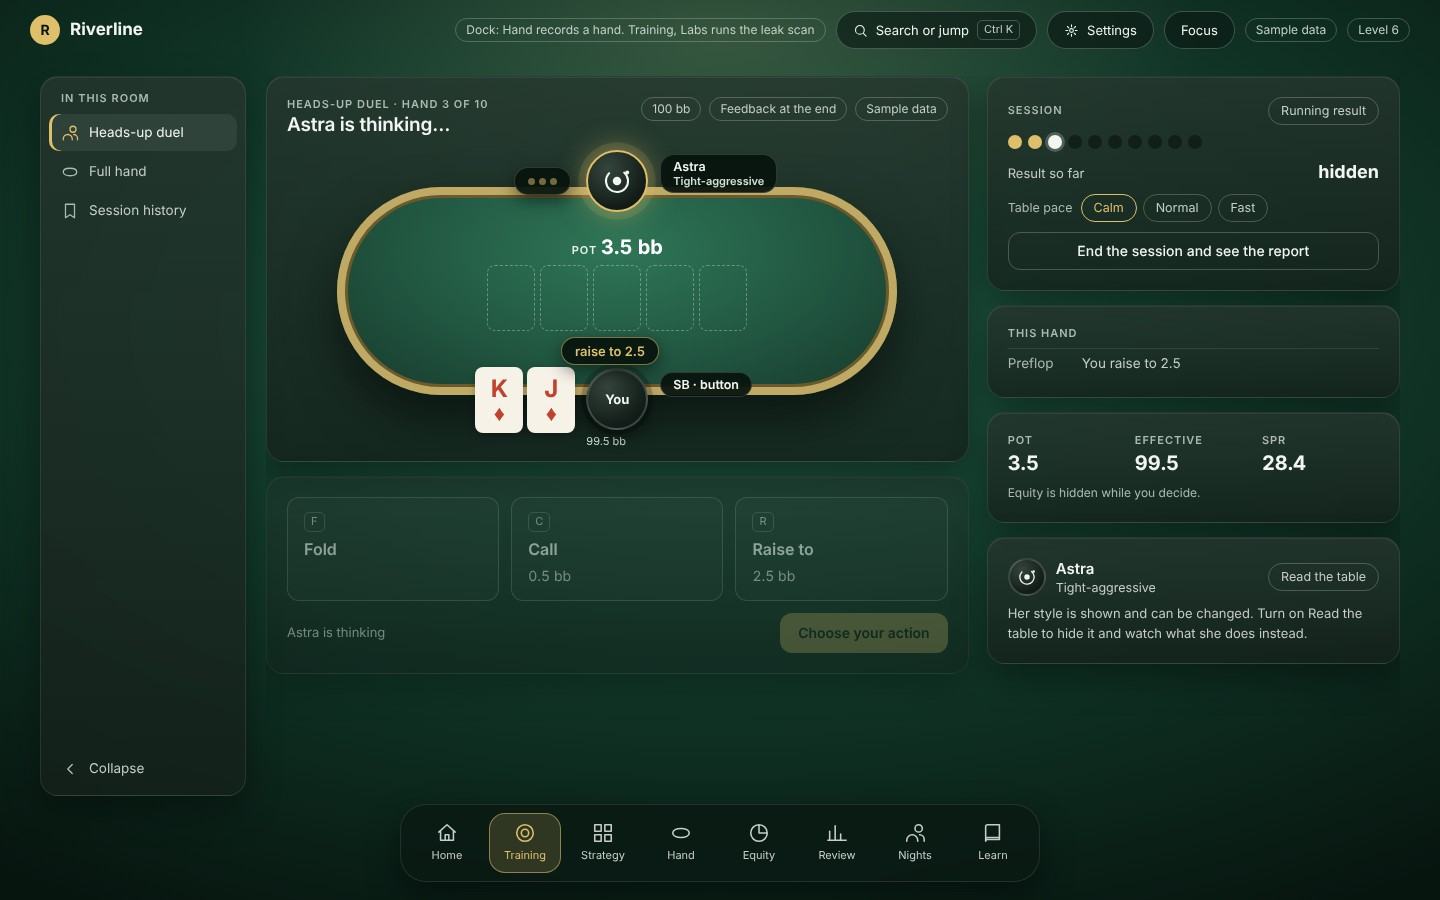 R Riverline
Dock: Hand records a hand. Training, Labs runs the leak scan
Search or jump Ctrl K
Settings
Focus
Sample data
Level 6
IN THIS ROOM
Heads-up duel
Full hand
Session history
Collapse
HEADS-UP DUEL · HAND 3 OF 10
Astra is thinking...
100 bb
Feedback at the end
Sample data
Astra
Tight-aggressive
POT 3.5 bb
raise to 2.5
K
J
You
SB · button
99.5 bb
F
Fold
C
Call
0.5 bb
R
Raise to
2.5 bb
Astra is thinking
Choose your action
SESSION
Running result
Result so far
hidden
Table pace
Calm
Normal
Fast
End the session and see the report
THIS HAND
Preflop You raise to 2.5
POT EFFECTIVE SPR
3.5 99.5 28.4
Equity is hidden while you decide.
Astra
Tight-aggressive
Read the table
Her style is shown and can be changed. Turn on Read the
table to hide it and watch what she does instead.
Home
Training
Strategy
Hand
Equity
Review
Nights
Learn